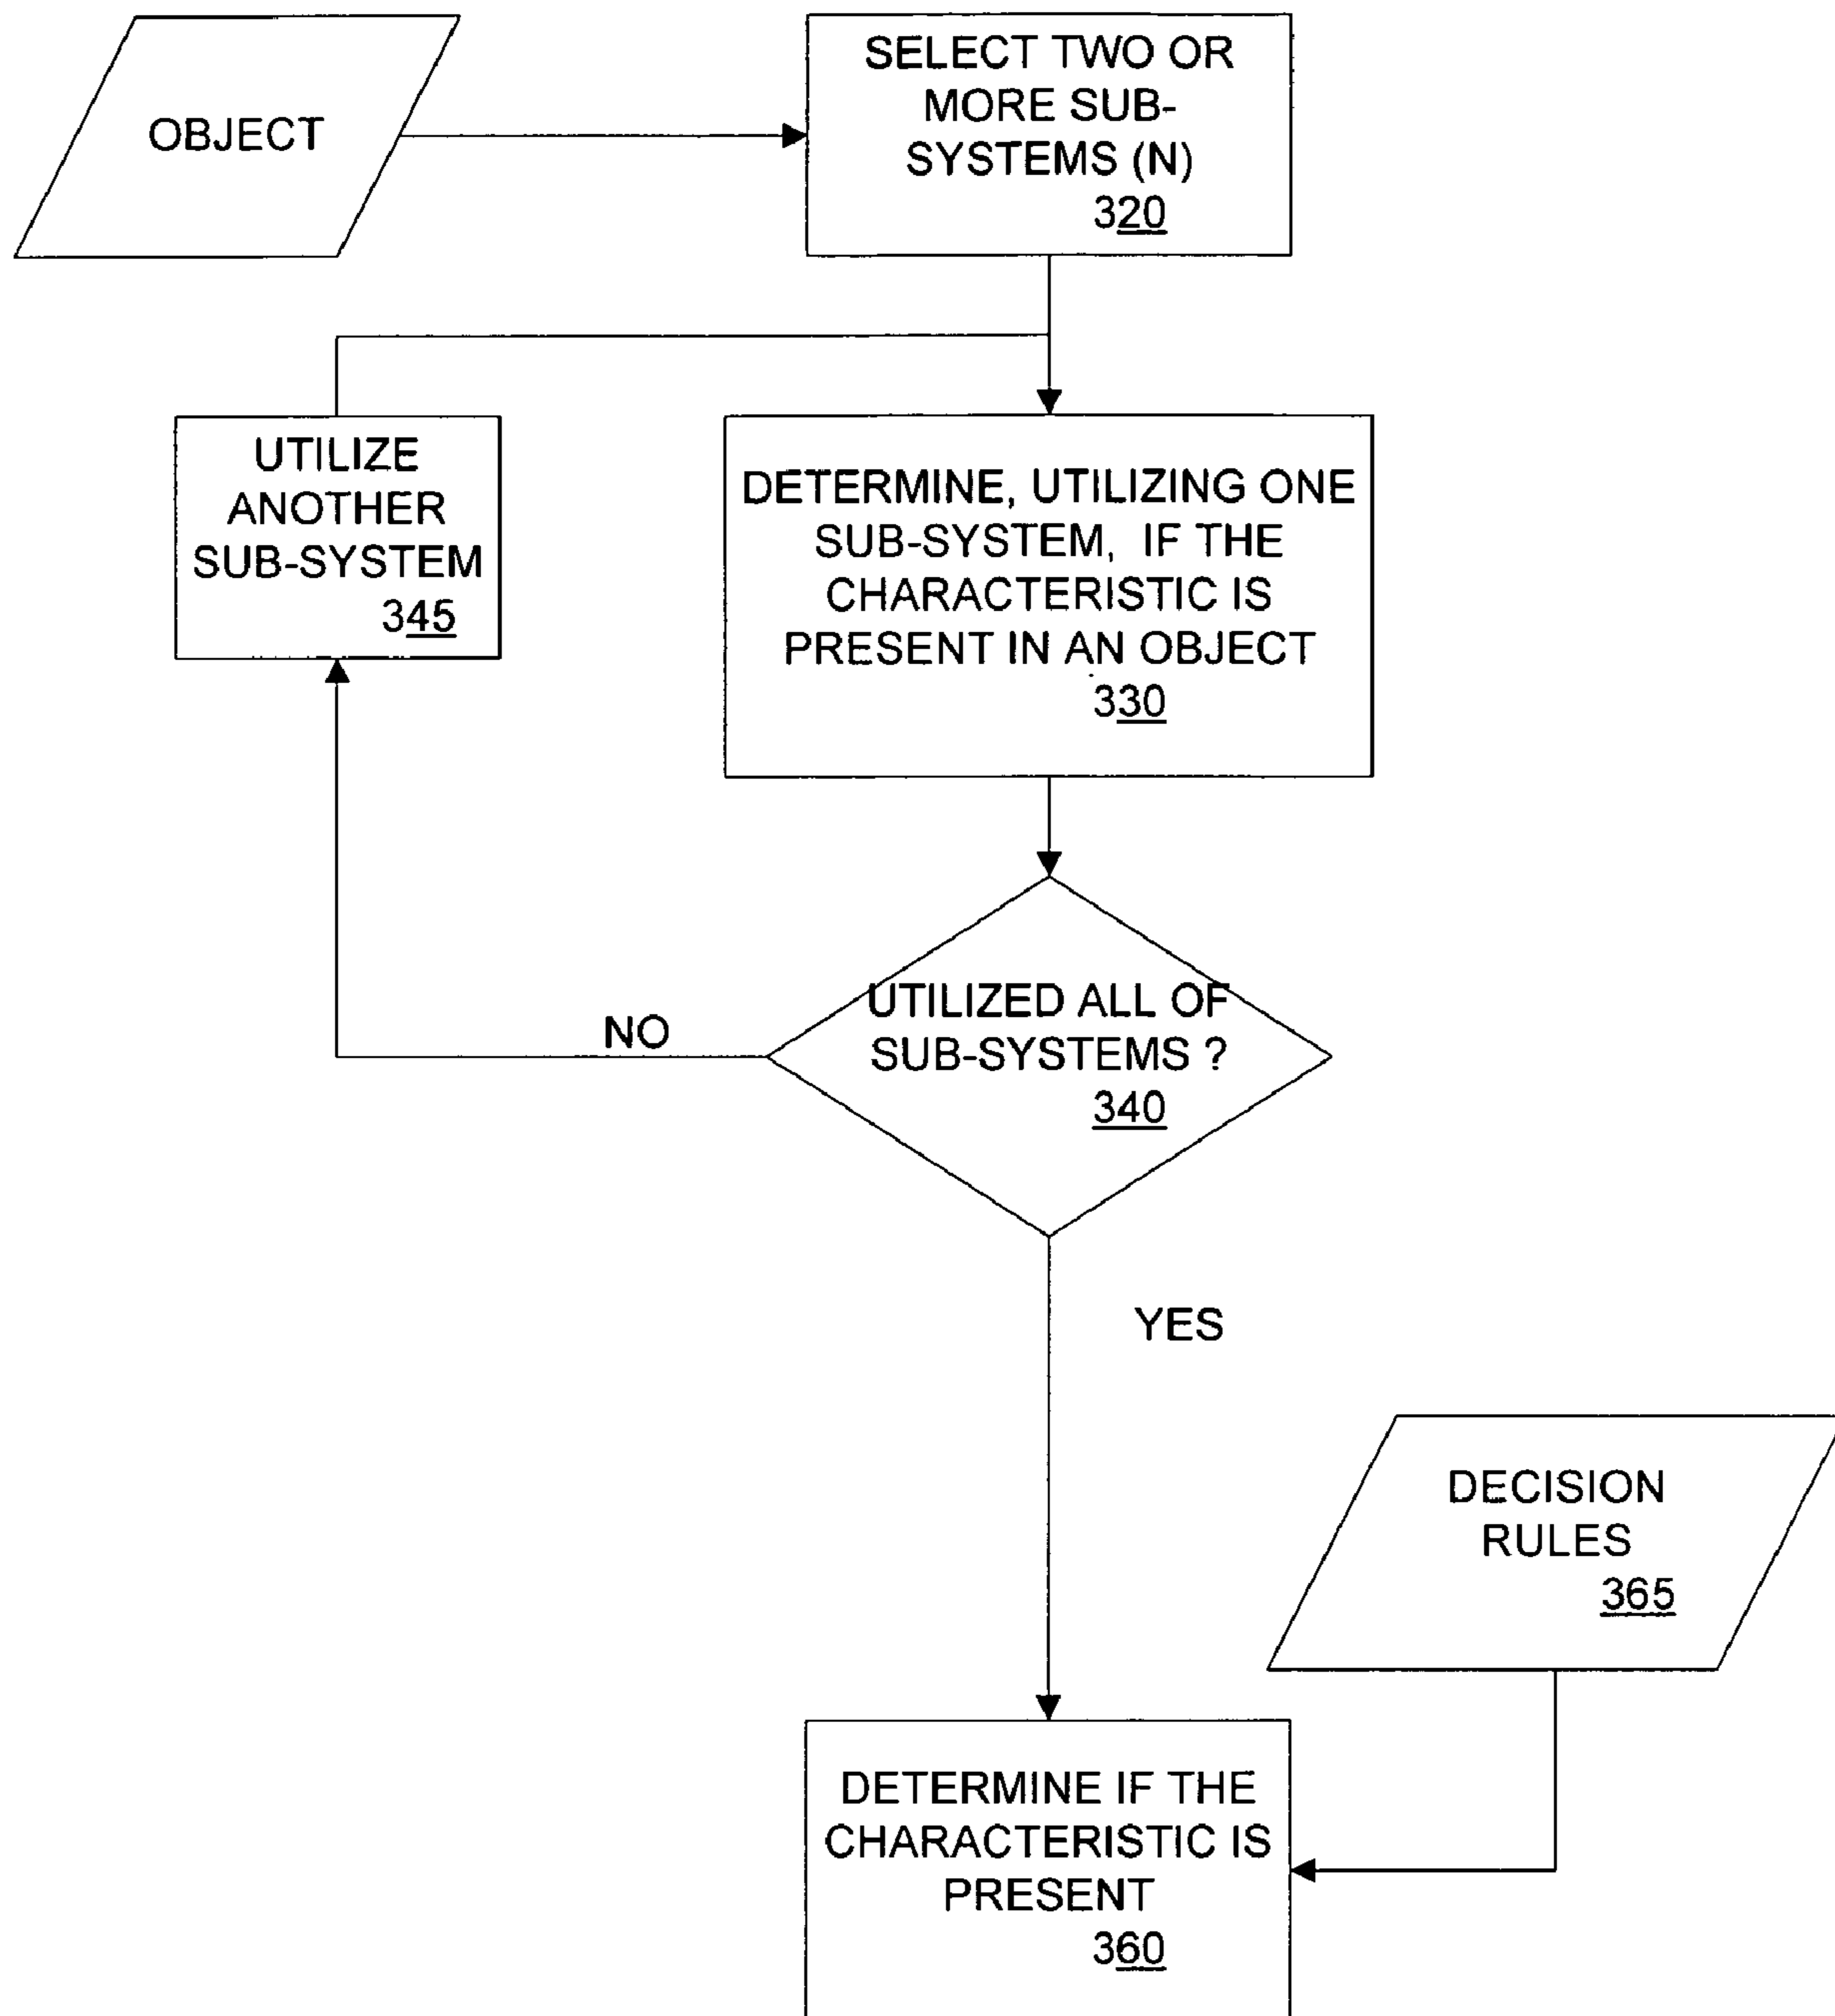 OBJECT
SELECT TWO OR
MORE SUB-
SYSTEMS (N)
320
UTILIZE
ANOTHER
SUB-SYSTEM
345
DETERMINE, UTILIZING ONE
SUB-SYSTEM, IF THE
CHARACTERISTIC IS
PRESENT IN AN OBJECT
330
UTILIZED ALL OF
SUB-SYSTEMS ?
340
NO
YES
DECISION
RULES
365
DETERMINE IF THE
CHARACTERISTIC IS
PRESENT
360